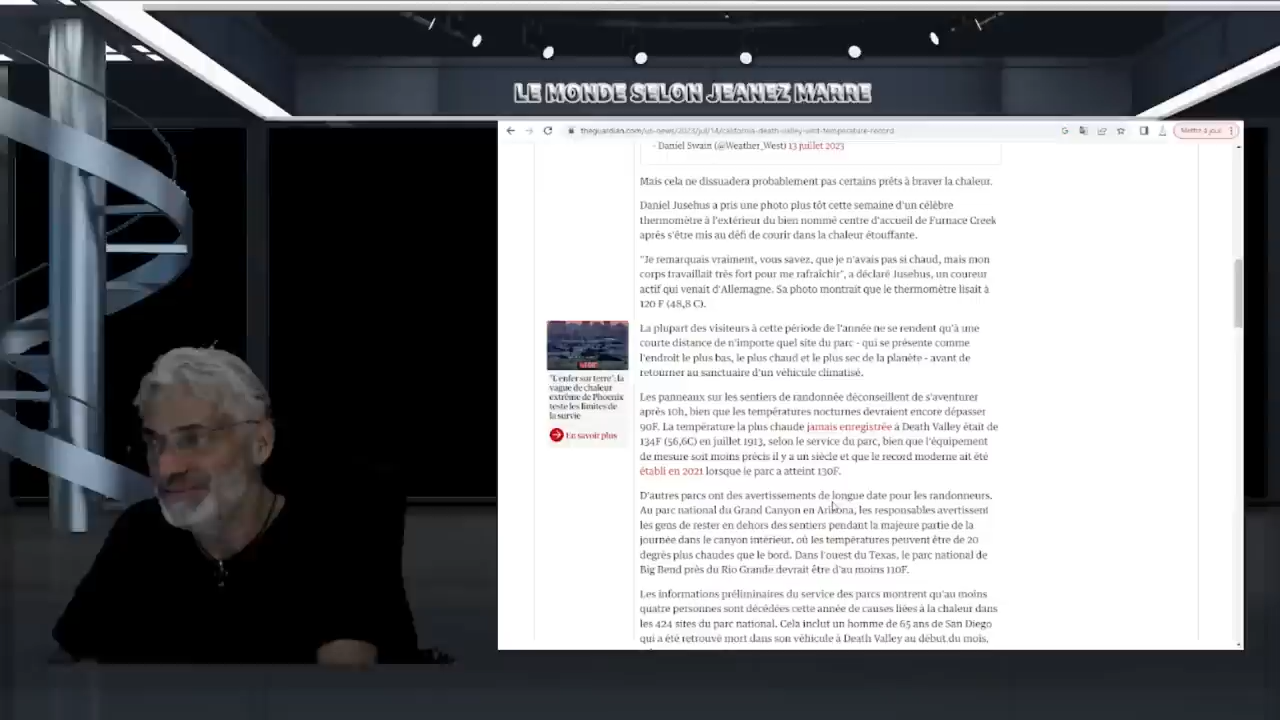 LE MONDE SELON JEANEZ MARRE
theguardian.com/us-news/2023/jul/14/california-death-valley-wild-temperature-record
Mettre à jour
- Daniel Swain (@Weather_West) 13 juillet 2023
Mais cela ne dissuadera probablement pas certains prêts à braver la chaleur.
Daniel Jusehus a pris une photo plus tôt cette semaine d'un célèbre
thermomètre à l'extérieur du bien nommé centre d'accueil de Furnace Creek
après s'être mis au défi de courir dans la chaleur étouffante.
"Je remarquais vraiment, vous savez, que je n'avais pas si chaud, mais mon
corps travaillait très fort pour me rafraîchir", a déclaré Jusehus, un coureur
actif qui venait d'Allemagne. Sa photo montrait que le thermomètre lisait à
120 F (48,8 C).
La plupart des visiteurs à cette période de l'année ne se rendent qu'à une
courte distance de n'importe quel site du parc - qui se présente comme
l'endroit le plus bas, le plus chaud et le plus sec de la planète - avant de
retourner au sanctuaire d'un véhicule climatisé.
"L'enfer sur terre": la
vague de chaleur
extrême de Phoenix
teste les limites de
la survie
En savoir plus
Les panneaux sur les sentiers de randonnée déconseillent de s'aventurer
après 10h, bien que les températures nocturnes devraient encore dépasser
90F. La température la plus chaude jamais enregistrée à Death Valley était de
134F (56,6C) en juillet 1913, selon le service du parc, bien que l'équipement
de mesure soit moins précis il y a un siècle et que le record moderne ait été
établi en 2021 lorsque le parc a atteint 130F.
D'autres parcs ont des avertissements de longue date pour les randonneurs.
Au parc national du Grand Canyon en Arizona, les responsables avertissent
les gens de rester en dehors des sentiers pendant la majeure partie de la
journée dans le canyon intérieur, où les températures peuvent être de 20
degrés plus chaudes que le bord. Dans l'ouest du Texas, le parc national de
Big Bend près du Rio Grande devrait être d'au moins 110F.
Les informations préliminaires du service des parcs montrent qu'au moins
quatre personnes sont décédées cette année de causes liées à la chaleur dans
les 424 sites du parc national. Cela inclut un homme de 65 ans de San Diego
qui a été retrouvé mort dans son véhicule à Death Valley au début du mois,